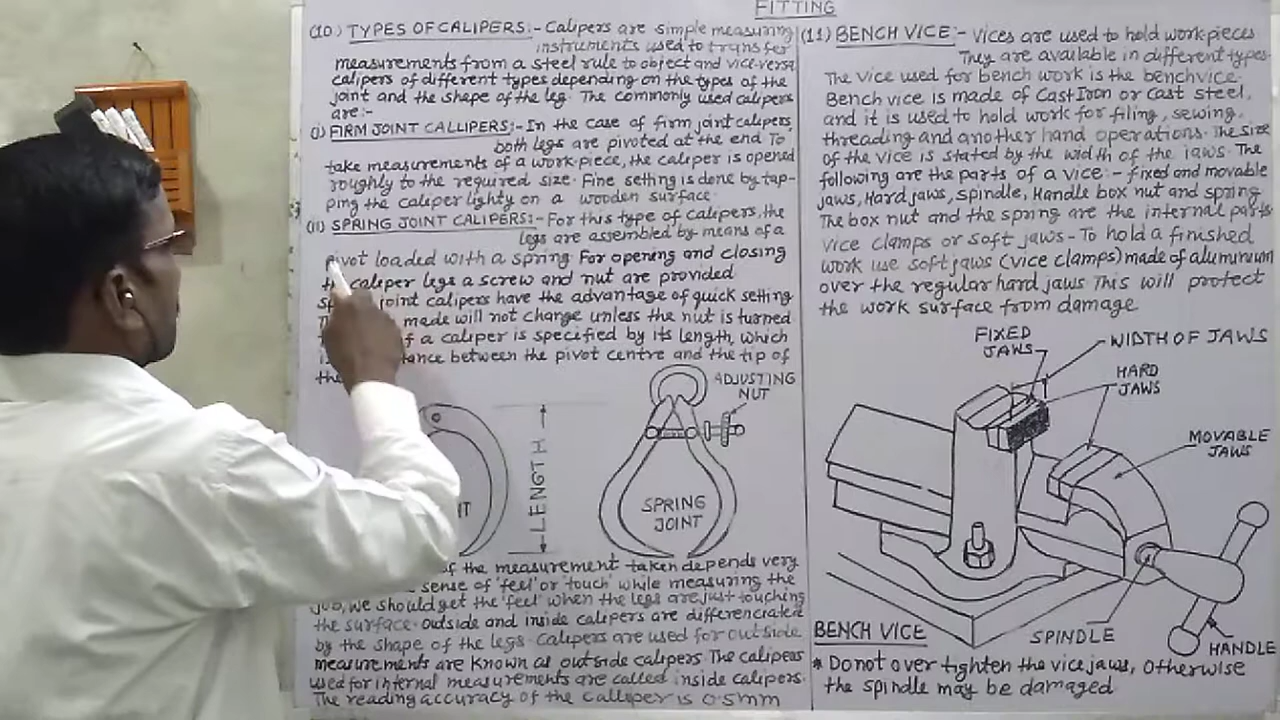 FITTING
(10.) TYPES OF CALIPERS:- Calipers are simple measuring
instruments used to transfer
measurements from a steel rule to object and vice-versa
calipers of different types depending on the types of the
joint and the shape of the leg. The commonly used calipers
are:-
(i) FIRM JOINT CALLIPERS:- In the case of firm joint calipers,
both legs are pivoted at the end To
take measurements of a work-piece, the caliper is opened
roughly to the required size. Fine setting is done by tap-
ping the caliper lighty on a wooden surface
(ii) SPRING JOINT CALIPERS:- For this type of calipers, the
legs are assembled by means of a
pivot loaded with a spring For opening and closing
caliper legs a screw and nut are provided
joint calipers have the advantage of quick setting
made will not change unless the nut is turned
of a caliper is specified by its length, which
between the pivot centre and the tip of
LENGTH
ADJUSTING
NUT
SPRING
JOINT
of the measurement taken depends very
sense of 'feel' or 'touch' while measuring the
job, we should get the 'feel' when the legs are just touching
the surface. outside and inside calipers are differenciated
by the shape of the legs. Calipers are used for outside
measurements are known as outside calipers. The calipers
used for internal measurements are called inside calipers.
The reading accuracy of the calliper is 0.5mm
(11) BENCH VICE:- Vices are used to hold workpieces
They are available in different types.
The vice used for bench work is the benchvice.
Bench vice is made of Cast Iron or Cast steel,
and it is used to hold work for filing, sewing,
threading and another hand operations. The size
of the vice is stated by the width of the jaws. The
following are the parts of a vice:- fixed and movable
jaws, Hard jaws, spindle, Handle box nut and spring
The box nut and the spring are the internal parts
vice clamps or soft jaws- To hold a finished
work use soft jaws (vice clamps) made of aluminium
over the regular hard jaws This will protect
the work surface from damage
FIXED
JAWS
WIDTH OF JAWS
HARD
JAWS
MOVABLE
JAWS
SPINDLE
HANDLE
BENCH VICE
* Do not over tighten the vice jaws, otherwise
the spindle may be damaged